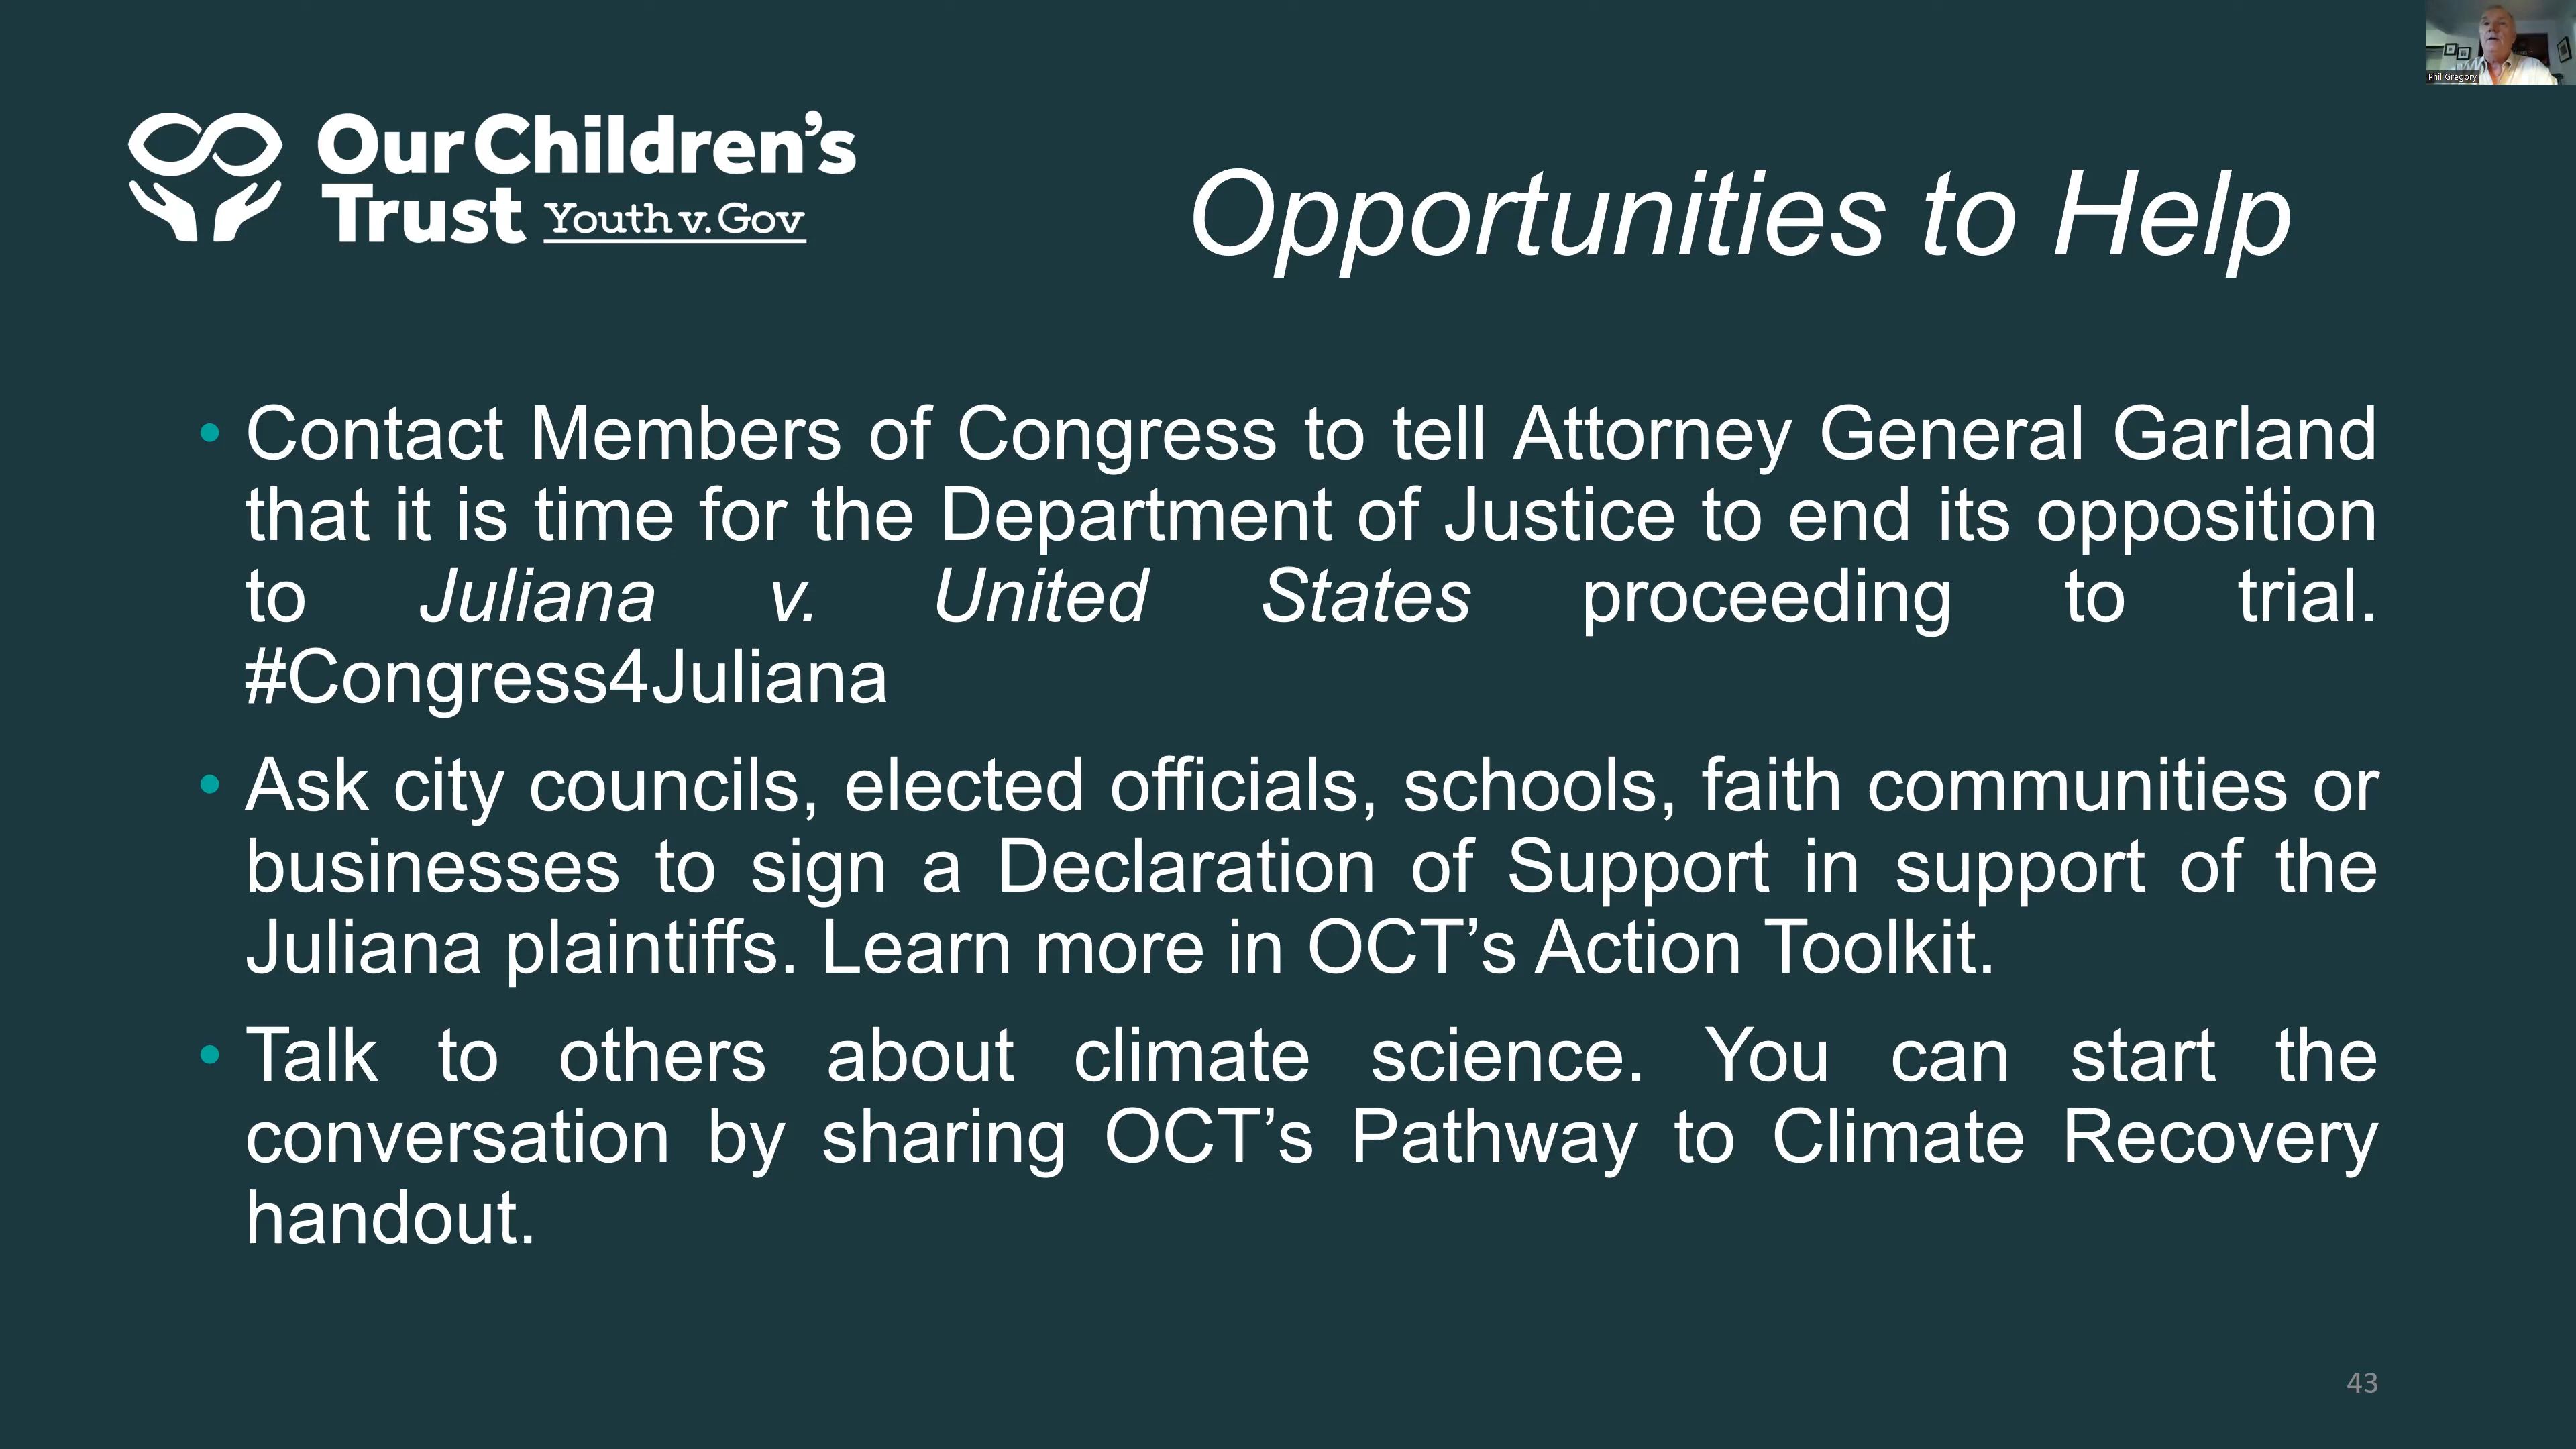 Phil Gregory
Our Children's
Trust Youth v. Gov
Opportunities to Help
• Contact Members of Congress to tell Attorney General Garland
that it is time for the Department of Justice to end its opposition
to Juliana v. United States proceeding to trial.
#Congress4Juliana
• Ask city councils, elected officials, schools, faith communities or
businesses to sign a Declaration of Support in support of the
Juliana plaintiffs. Learn more in OCT’s Action Toolkit.
• Talk to others about climate science. You can start the
conversation by sharing OCT’s Pathway to Climate Recovery
handout.
43